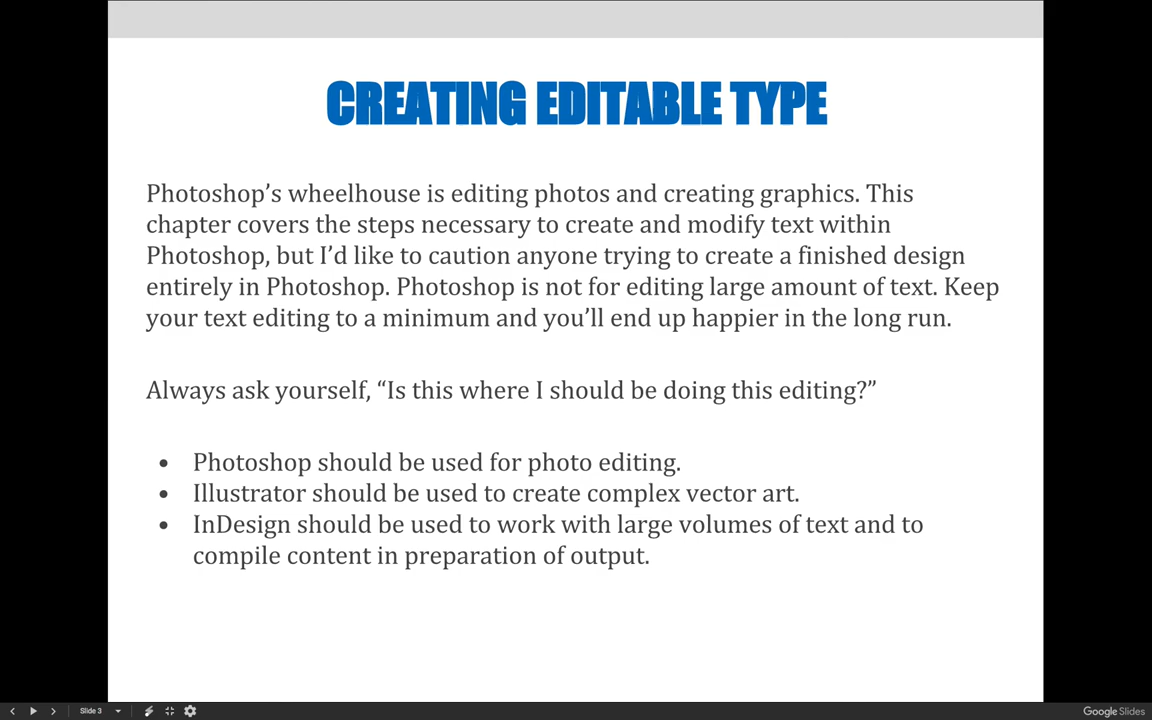 CREATING EDITABLE TYPE
Photoshop’s wheelhouse is editing photos and creating graphics. This
chapter covers the steps necessary to create and modify text within
Photoshop, but I’d like to caution anyone trying to create a finished design
entirely in Photoshop. Photoshop is not for editing large amount of text. Keep
your text editing to a minimum and you’ll end up happier in the long run.
Always ask yourself, “Is this where I should be doing this editing?”
• Photoshop should be used for photo editing.
• Illustrator should be used to create complex vector art.
• InDesign should be used to work with large volumes of text and to
compile content in preparation of output.
Slide 3
Google Slides